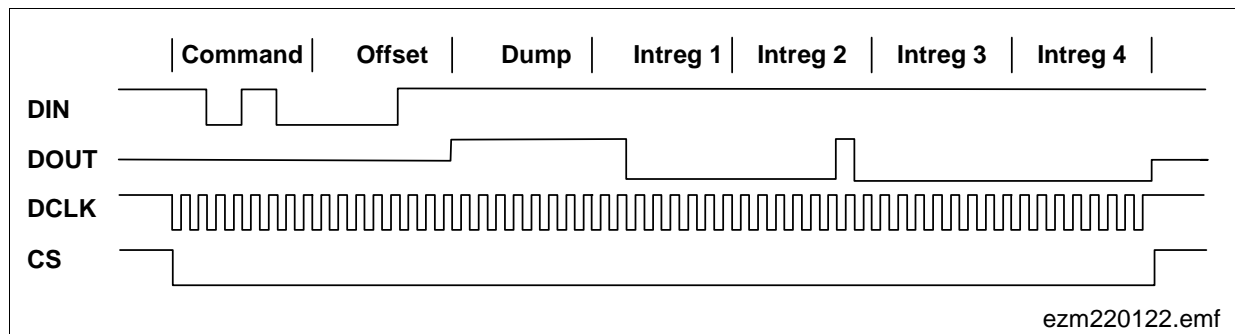 Command Offset Dump Intreg 1 Intreg 2 Intreg 3 Intreg 4
DIN
DOUT
DCLK
CS
ezm220122.emf